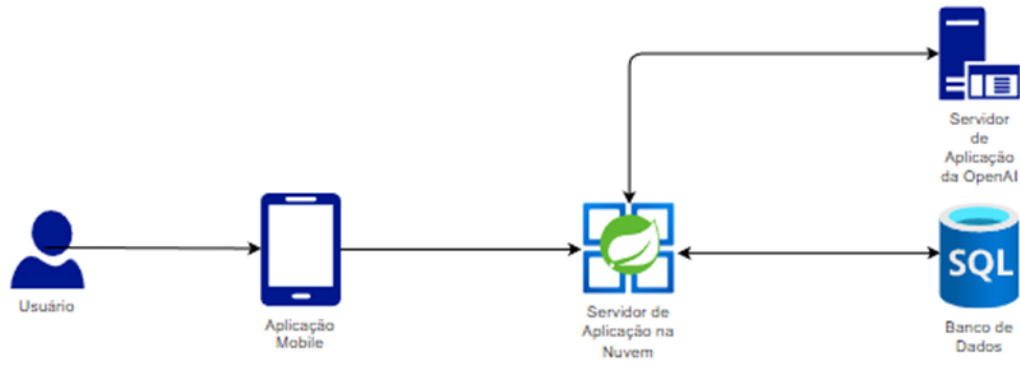 Servidor
de
Aplicação
da OpenAI
SQL
Usuário
Aplicação
Mobile
Servidor de
Aplicação na
Nuvem
Banco de
Dados